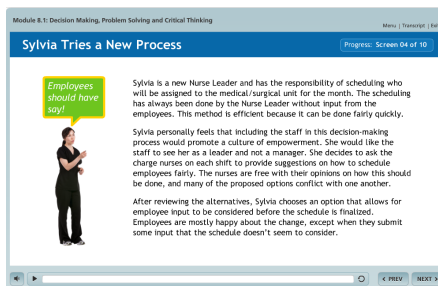 Module 8.1: Decision Making, Problem Solving and Critical Thinking
Menu | Transcript | Exit
Sylvia Tries a New Process
Progress: Screen 04 of 10
Employees
should have
say!
Sylvia is a new Nurse Leader and has the responsibility of scheduling who
will be assigned to the medical/surgical unit for the month. The scheduling
has always been done by the Nurse Leader without input from the
employees. This method is efficient because it can be done fairly quickly.
Sylvia personally feels that including the staff in this decision-making
process would promote a culture of empowerment. She would like the
staff to see her as a leader and not a manager. She decides to ask the
charge nurses on each shift to provide suggestions on how to schedule
employees fairly. The nurses are free with their opinions on how this should
be done, and many of the proposed options conflict with one another.
After reviewing the alternatives, Sylvia chooses an option that allows for
employee input to be considered before the schedule is finalized.
Employees are mostly happy about the change, except when they submit
some input that the schedule doesn’t seem to consider.
< PREV
NEXT >